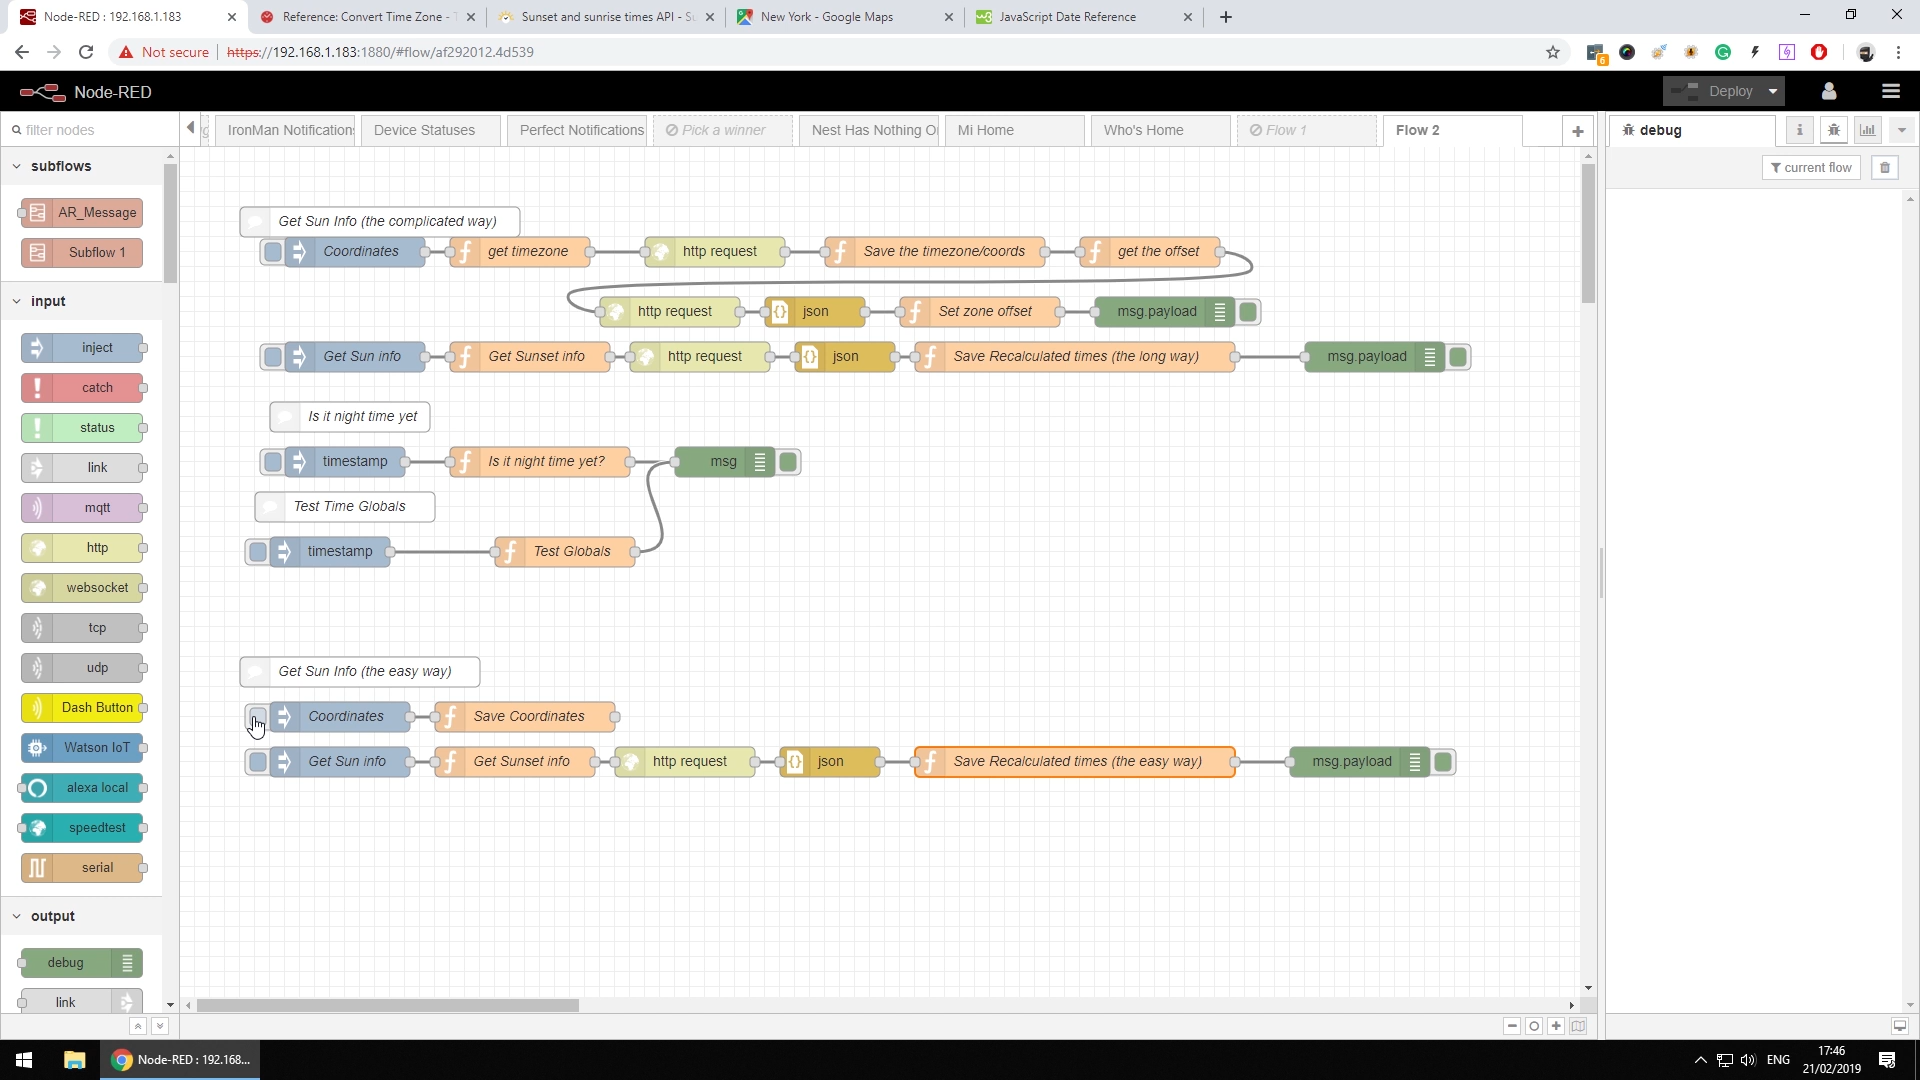 Node-RED : 192.168.1.183
Reference: Convert Time Zone -
Sunset and sunrise times API -
New York - Google Maps
JavaScript Date Reference
Not secure
https://192.168.1.183:1880/#flow/af292012.4d539
6
Node-RED
Deploy
filter nodes
IronMan Notification
Device Statuses
Perfect Notifications
Pick a winner
Nest Has Nothing O
Mi Home
Who's Home
Flow 1
Flow 2
debug
current flow
subflows
AR_Message
Subflow 1
input
inject
catch
status
link
mqtt
http
websocket
tcp
udp
Dash Button
Watson IoT
alexa local
speedtest
serial
output
debug
link
Get Sun Info (the complicated way)
Coordinates
get timezone
http request
Save the timezone/coords
get the offset
http request
json
Set zone offset
msg.payload
Get Sun info
Get Sunset info
http request
json
Save Recalculated times (the long way)
msg.payload
Is it night time yet
timestamp
Is it night time yet?
msg
Test Time Globals
timestamp
Test Globals
Get Sun Info (the easy way)
Coordinates
Save Coordinates
Get Sun info
Get Sunset info
http request
json
Save Recalculated times (the easy way)
msg.payload
Node-RED : 192.168...
ENG
17:46
21/02/2019